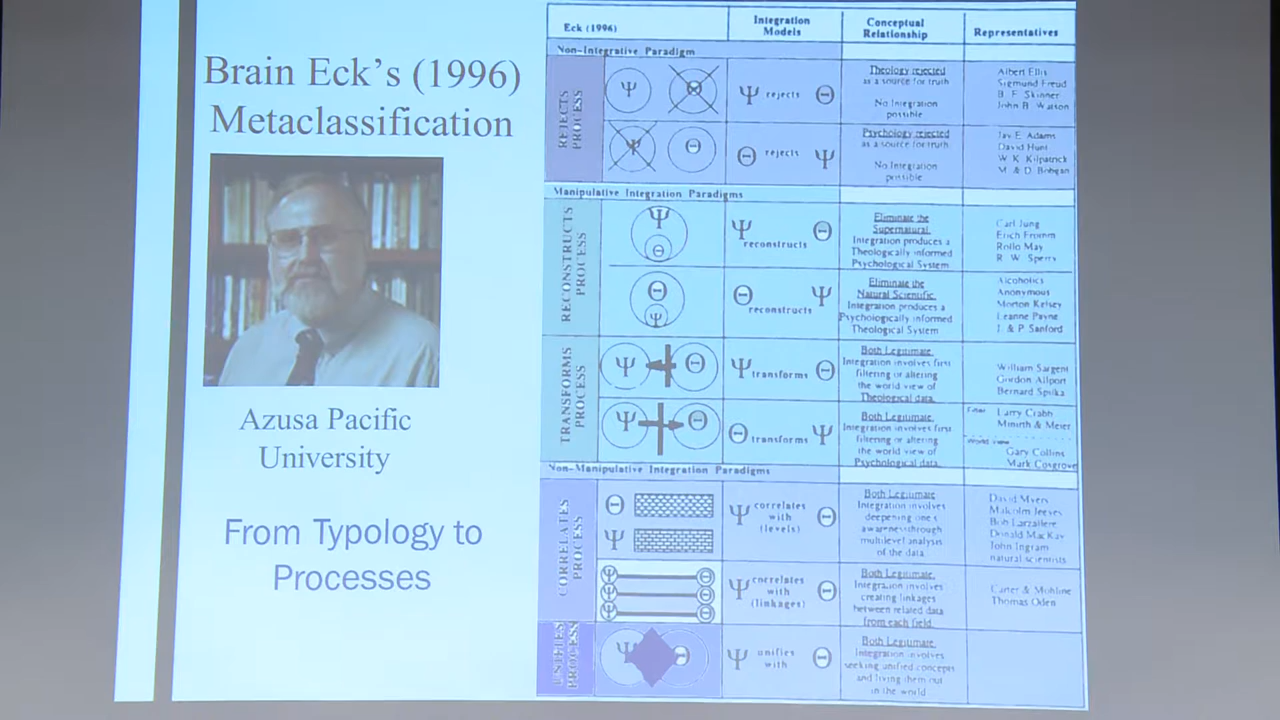 Brain Eck's (1996)
Metaclassification
Azusa Pacific
University
From Typology to
Processes
Eck (1996)
Integration
Models
Conceptual
Relationship
Representatives
Non-Integrative Paradigm
REJECTS
PROCESS
Ψ
Θ
Ψ rejects Θ
Theology rejected
as a source for truth
No Integration
possible
Albert Ellis
Sigmund Freud
B. F. Skinner
John B. Watson
Ψ
Θ
Θ rejects Ψ
Psychology rejected
as a source for truth
No Integration
possible
Jay E. Adams
David Hunt
W. K. Kilpatrick
M. & D. Bobgan
Manipulative Integration Paradigms
RECONSTRUCTS
PROCESS
Ψ
Θ
Ψ reconstructs Θ
Eliminate the
Supernatural.
Integration produces a
Theologically informed
Psychological System
Carl Jung
Erich Fromm
Rollo May
R. W. Sperry
Θ
Ψ
Θ reconstructs Ψ
Eliminate the
Natural Scientific.
Integration produces a
Psychologically informed
Theological System
Alcoholics
Anonymous
Morton Kelsey
Leanne Payne
J. & P. Sanford
TRANSFORMS
PROCESS
Ψ Θ
Ψ transforms Θ
Both Legitimate.
Integration involves first
filtering or altering
the world view of
Theological data.
William Sargent
Gordon Allport
Bernard Spilka
Ψ Θ
Θ transforms Ψ
Both Legitimate.
Integration involves first
filtering or altering
the world view of
Psychological data.
Filter Larry Crabb
Minirth & Meier
World view
Gary Collins
Mark Cosgrove
Non-Manipulative Integration Paradigms
CORRELATES
PROCESS
Θ
Ψ
Ψ correlates Θ
with
(levels)
Both Legitimate.
Integration involves
deepening one's
awareness through
multilevel analysis
of the data.
David Myers
Malcolm Jeeves
Bob Larzalere
Donald MacKay
John Ingram
natural scientists
Ψ Θ
Ψ Θ
Ψ Θ
Ψ correlates Θ
with
(linkages)
Both Legitimate.
Integration involves
creating linkages
between related data
from each field.
Carter & Mohline
Thomas Oden
UNIFIES
PROCESS
Ψ Θ
Ψ unifies Θ
with
Both Legitimate.
Integration involves
seeking unified concepts
and living them out
in the world